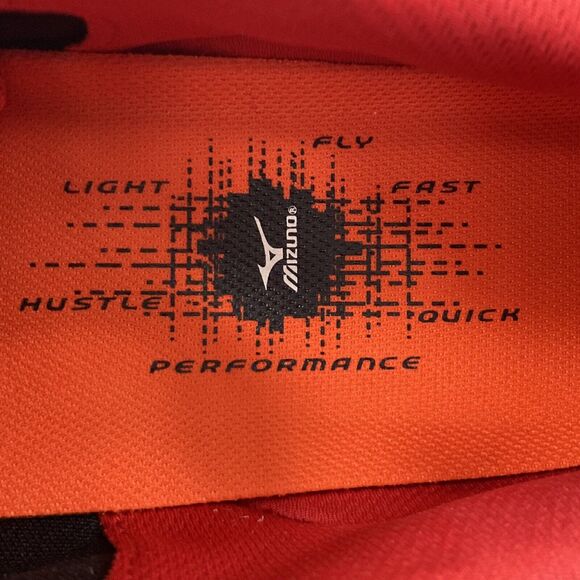 FLY
LIGHT
FAST
MIZUNO®
HUSTLE
QUICK
PERFORMANCE